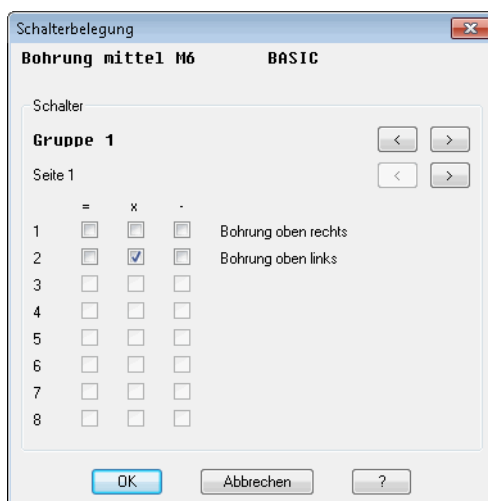 Schalterbelegung
Bohrung mittel M6 BASIC
Schalter
Gruppe 1 < >
Seite 1 < >
= x -
1 Bohrung oben rechts
2 Bohrung oben links
3
4
5
6
7
8
OK Abbrechen ?